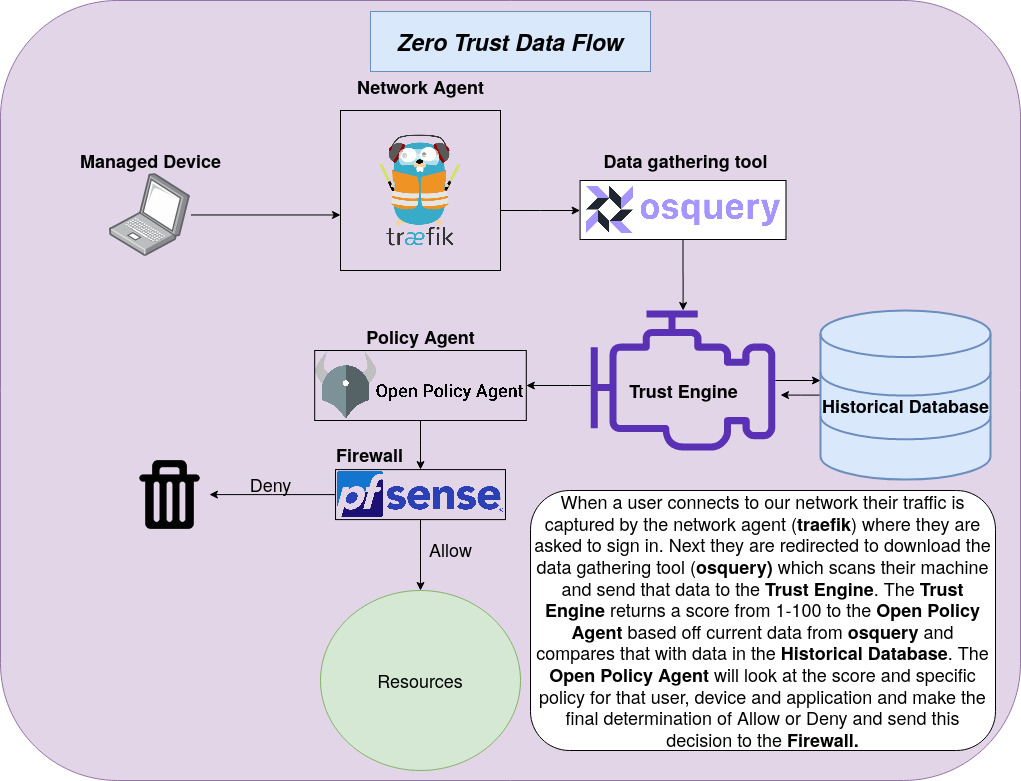 Zero Trust Data Flow
Network Agent
Managed Device
træfik
Data gathering tool
osquery
Trust Engine
Historical Database
Policy Agent
Open Policy Agent
Firewall
pfsense
Deny
Allow
Resources
When a user connects to our network their traffic is
captured by the network agent (traefik) where they are
asked to sign in. Next they are redirected to download the
data gathering tool (osquery) which scans their machine
and send that data to the Trust Engine. The Trust
Engine returns a score from 1-100 to the Open Policy
Agent based off current data from osquery and
compares that with data in the Historical Database. The
Open Policy Agent will look at the score and specific
policy for that user, device and application and make the
final determination of Allow or Deny and send this
decision to the Firewall.